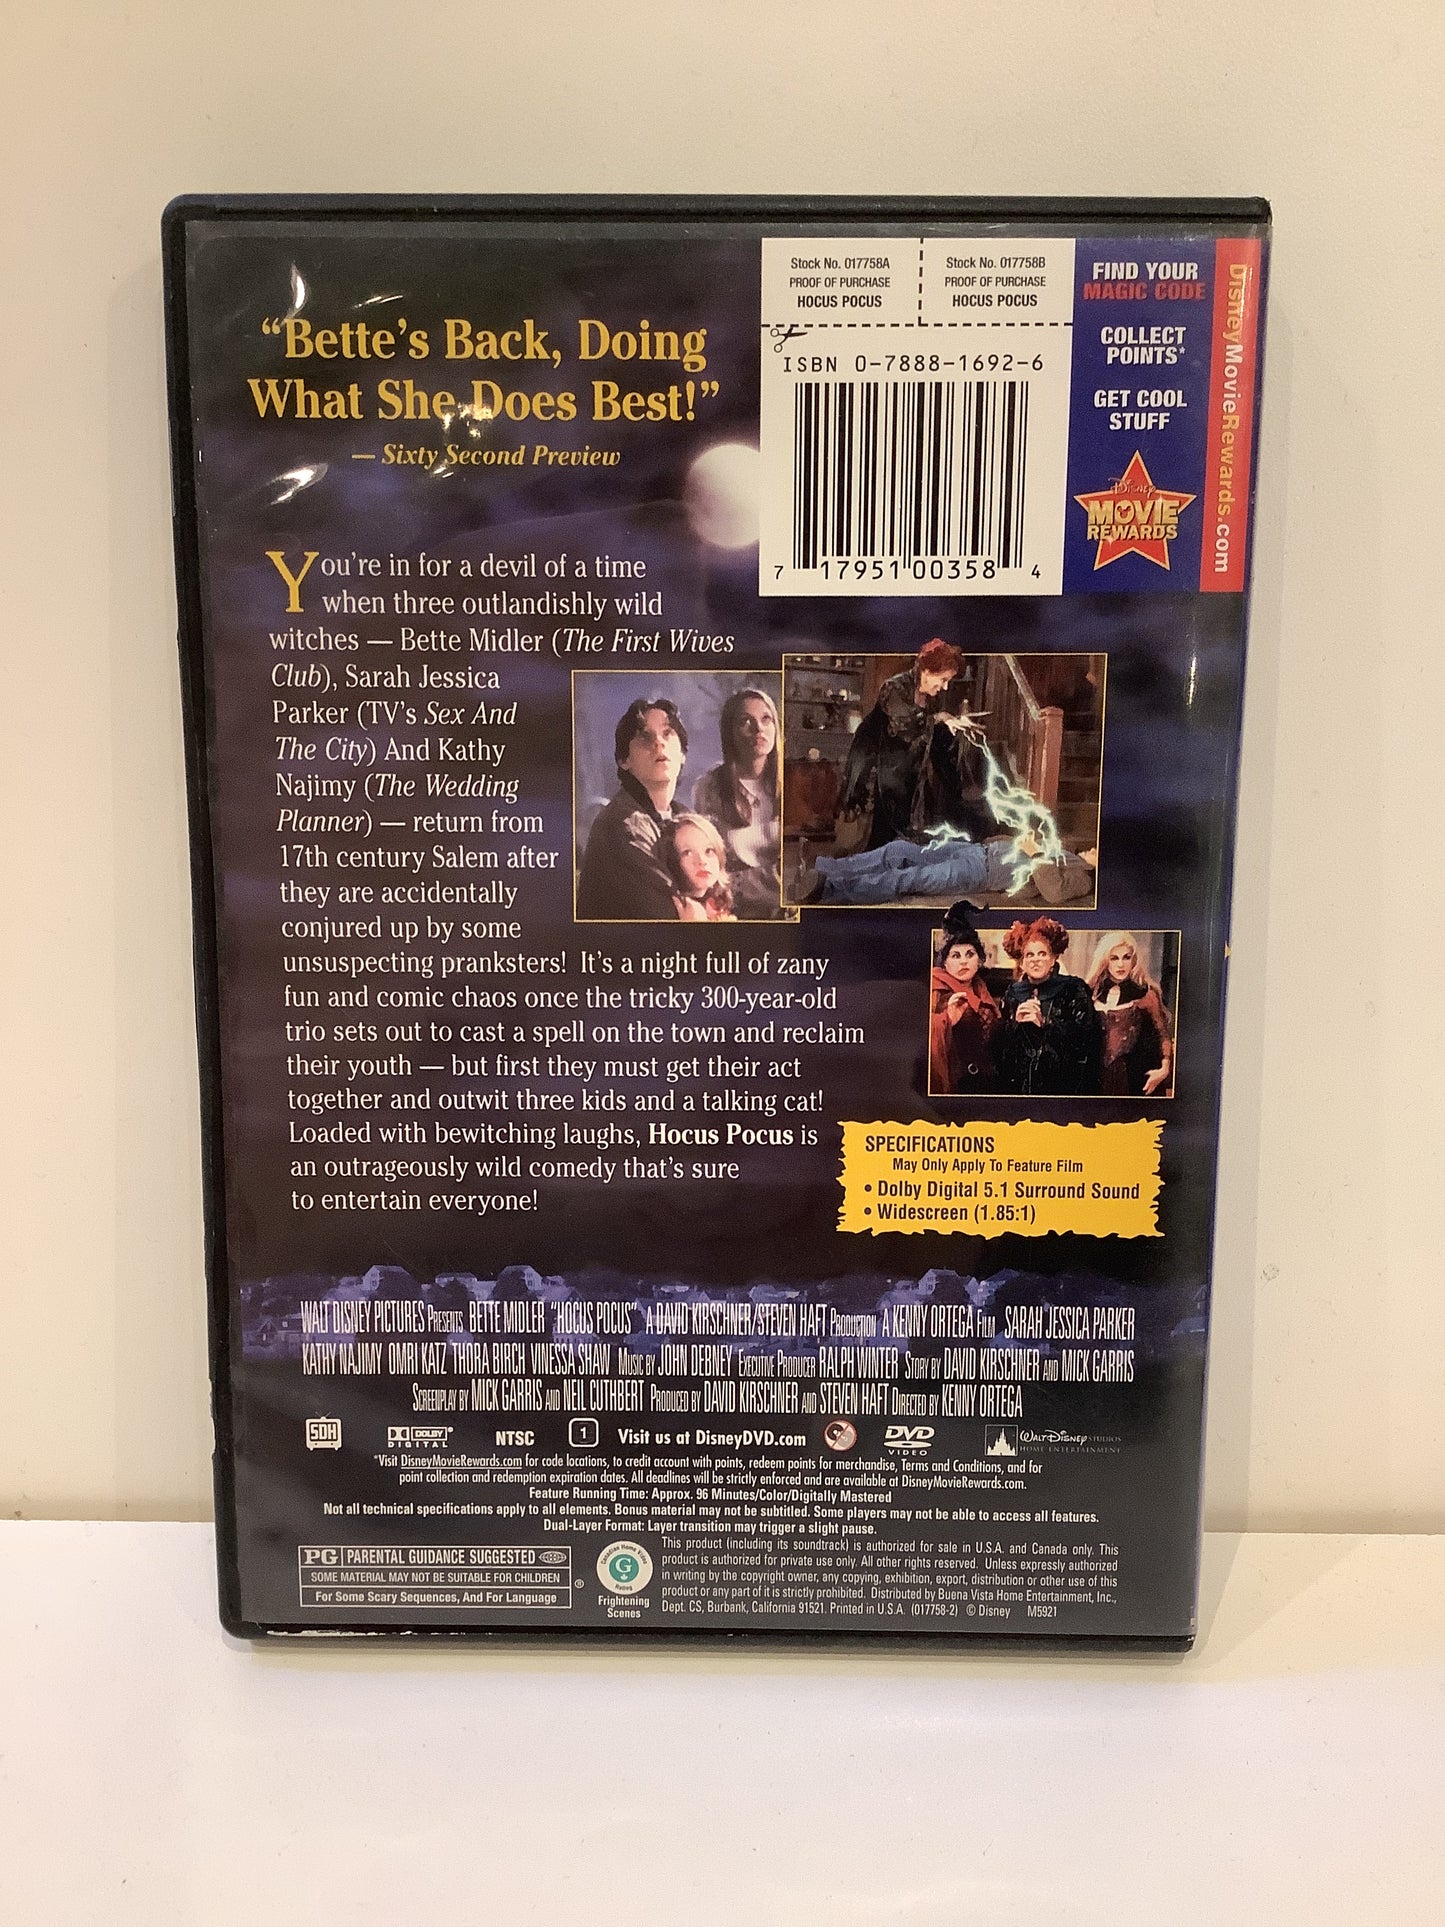 "Bette's Back, Doing
What She Does Best!"
— Sixty Second Preview
Stock No. 017758A
PROOF OF PURCHASE
HOCUS POCUS
Stock No. 017758B
PROOF OF PURCHASE
HOCUS POCUS
ISBN 0-7888-1692-6
7 17951 00358 4
FIND YOUR
MAGIC CODE
COLLECT
POINTS*
GET COOL
STUFF
Disney
MOVIE
REWARDS
DisneyMovieRewards.com
You're in for a devil of a time
when three outlandishly wild
witches — Bette Midler (The First Wives
Club), Sarah Jessica
Parker (TV's Sex And
The City) And Kathy
Najimy (The Wedding
Planner) — return from
17th century Salem after
they are accidentally
conjured up by some
unsuspecting pranksters! It's a night full of zany
fun and comic chaos once the tricky 300-year-old
trio sets out to cast a spell on the town and reclaim
their youth — but first they must get their act
together and outwit three kids and a talking cat!
Loaded with bewitching laughs, Hocus Pocus is
an outrageously wild comedy that's sure
to entertain everyone!
SPECIFICATIONS
May Only Apply To Feature Film
• Dolby Digital 5.1 Surround Sound
• Widescreen (1.85:1)
WALT DISNEY PICTURES PRESENTS BETTE MIDLER "HOCUS POCUS" A DAVID KIRSCHNER/STEVEN HAFT PRODUCTION A KENNY ORTEGA FILM SARAH JESSICA PARKER
KATHY NAJIMY OMRI KATZ THORA BIRCH VINESSA SHAW MUSIC BY JOHN DEBNEY EXECUTIVE PRODUCER RALPH WINTER STORY BY DAVID KIRSCHNER AND MICK GARRIS
SCREENPLAY BY MICK GARRIS AND NEIL CUTHBERT PRODUCED BY DAVID KIRSCHNER AND STEVEN HAFT DIRECTED BY KENNY ORTEGA
SDH DOLBY DIGITAL NTSC 1 Visit us at DisneyDVD.com DVD VIDEO WALT DISNEY STUDIOS HOME ENTERTAINMENT
*Visit DisneyMovieRewards.com for code locations, to credit account with points, redeem points for merchandise, Terms and Conditions, and for
point collection and redemption expiration dates. All deadlines will be strictly enforced and are available at DisneyMovieRewards.com.
Feature Running Time: Approx. 96 Minutes/Color/Digitally Mastered
Not all technical specifications apply to all elements. Bonus material may not be subtitled. Some players may not be able to access all features.
Dual-Layer Format: Layer transition may trigger a slight pause.
PG PARENTAL GUIDANCE SUGGESTED
SOME MATERIAL MAY NOT BE SUITABLE FOR CHILDREN ®
For Some Scary Sequences, And For Language
Canadian Home Video
G
Rating
Frightening
Scenes
This product (including its soundtrack) is authorized for sale in U.S.A. and Canada only. This
product is authorized for private use only. All other rights reserved. Unless expressly authorized
in writing by the copyright owner, any copying, exhibition, export, distribution or other use of this
product or any part of it is strictly prohibited. Distributed by Buena Vista Home Entertainment, Inc.,
Dept. CS, Burbank, California 91521. Printed in U.S.A. (017758-2) © Disney M5921